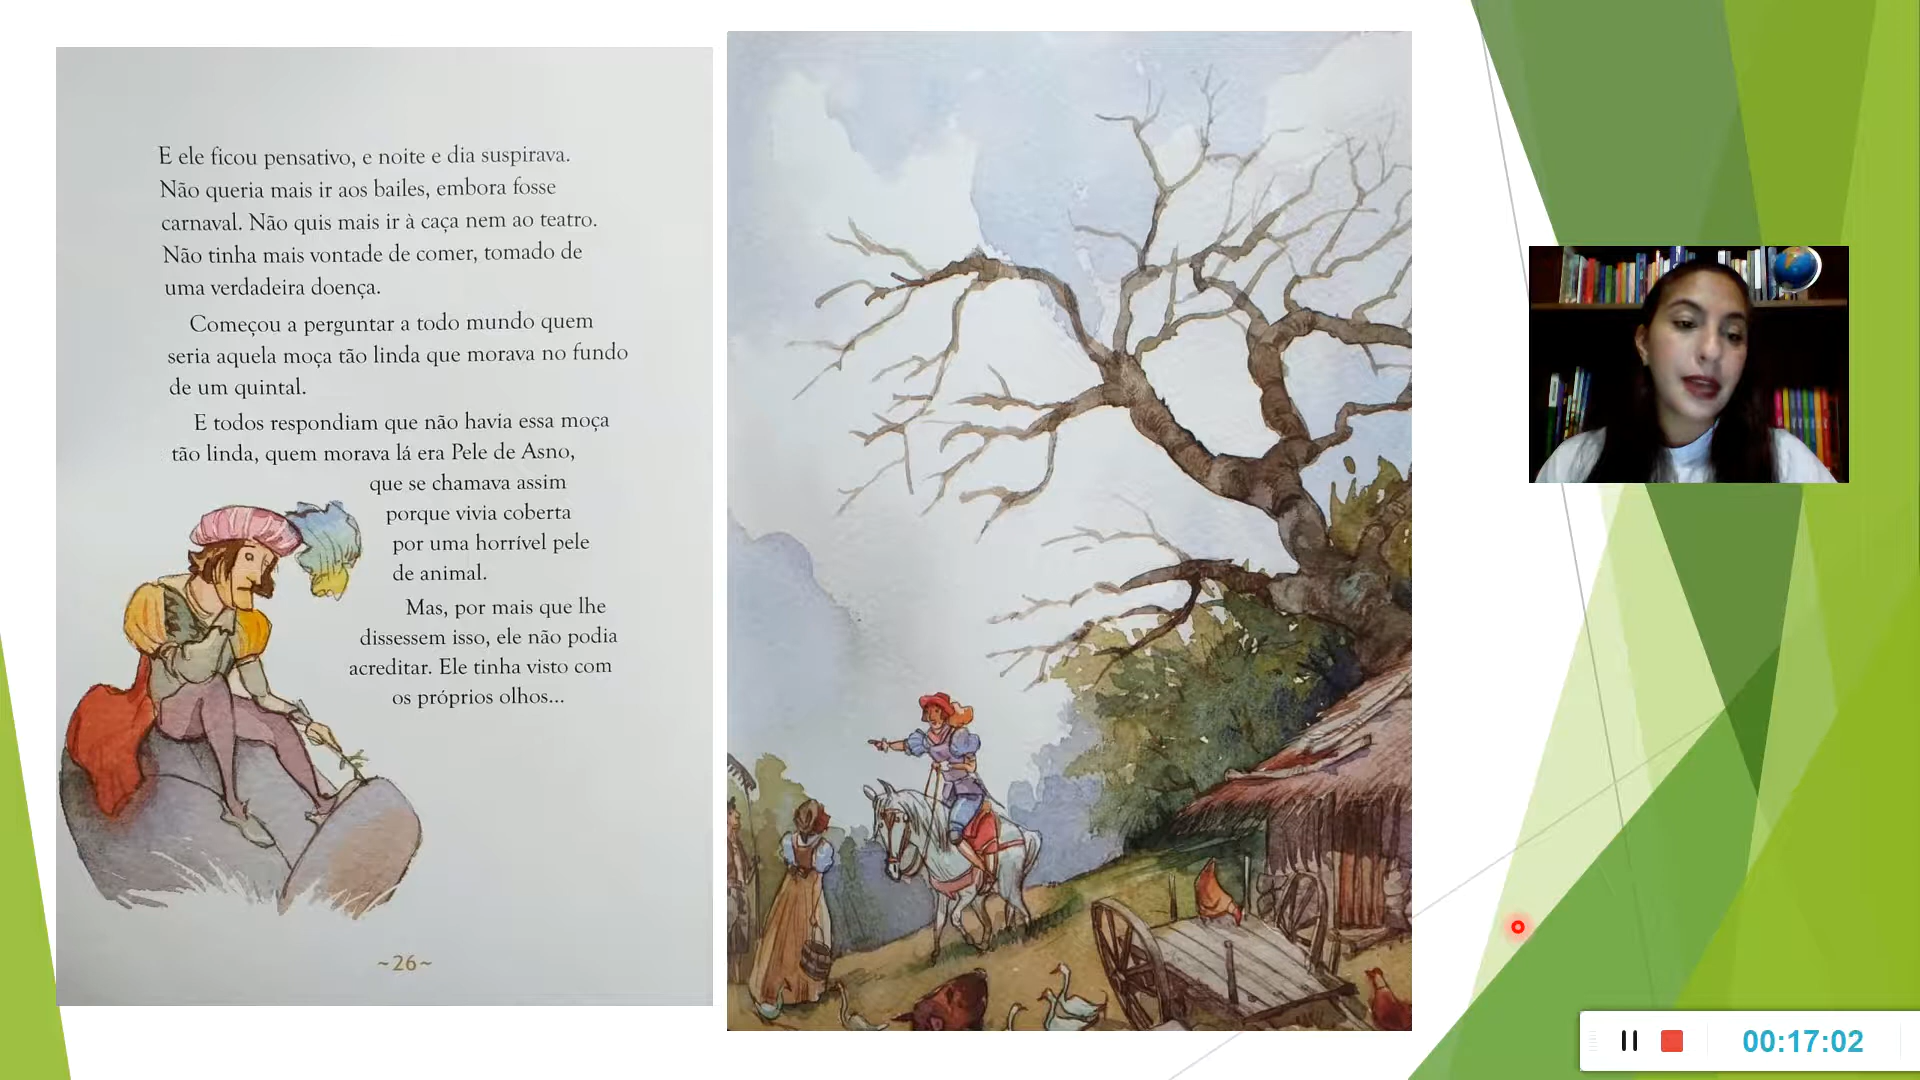 E ele ficou pensativo, e noite e dia suspirava.
Não queria mais ir aos bailes, embora fosse
carnaval. Não quis mais ir à caça nem ao teatro.
Não tinha mais vontade de comer, tomado de
uma verdadeira doença.
Começou a perguntar a todo mundo quem
seria aquela moça tão linda que morava no fundo
de um quintal.
E todos respondiam que não havia essa moça
tão linda, quem morava lá era Pele de Asno,
que se chamava assim
porque vivia coberta
por uma horrível pele
de animal.
Mas, por mais que lhe
dissessem isso, ele não podia
acreditar. Ele tinha visto com
os próprios olhos...
~26~
00:17:02